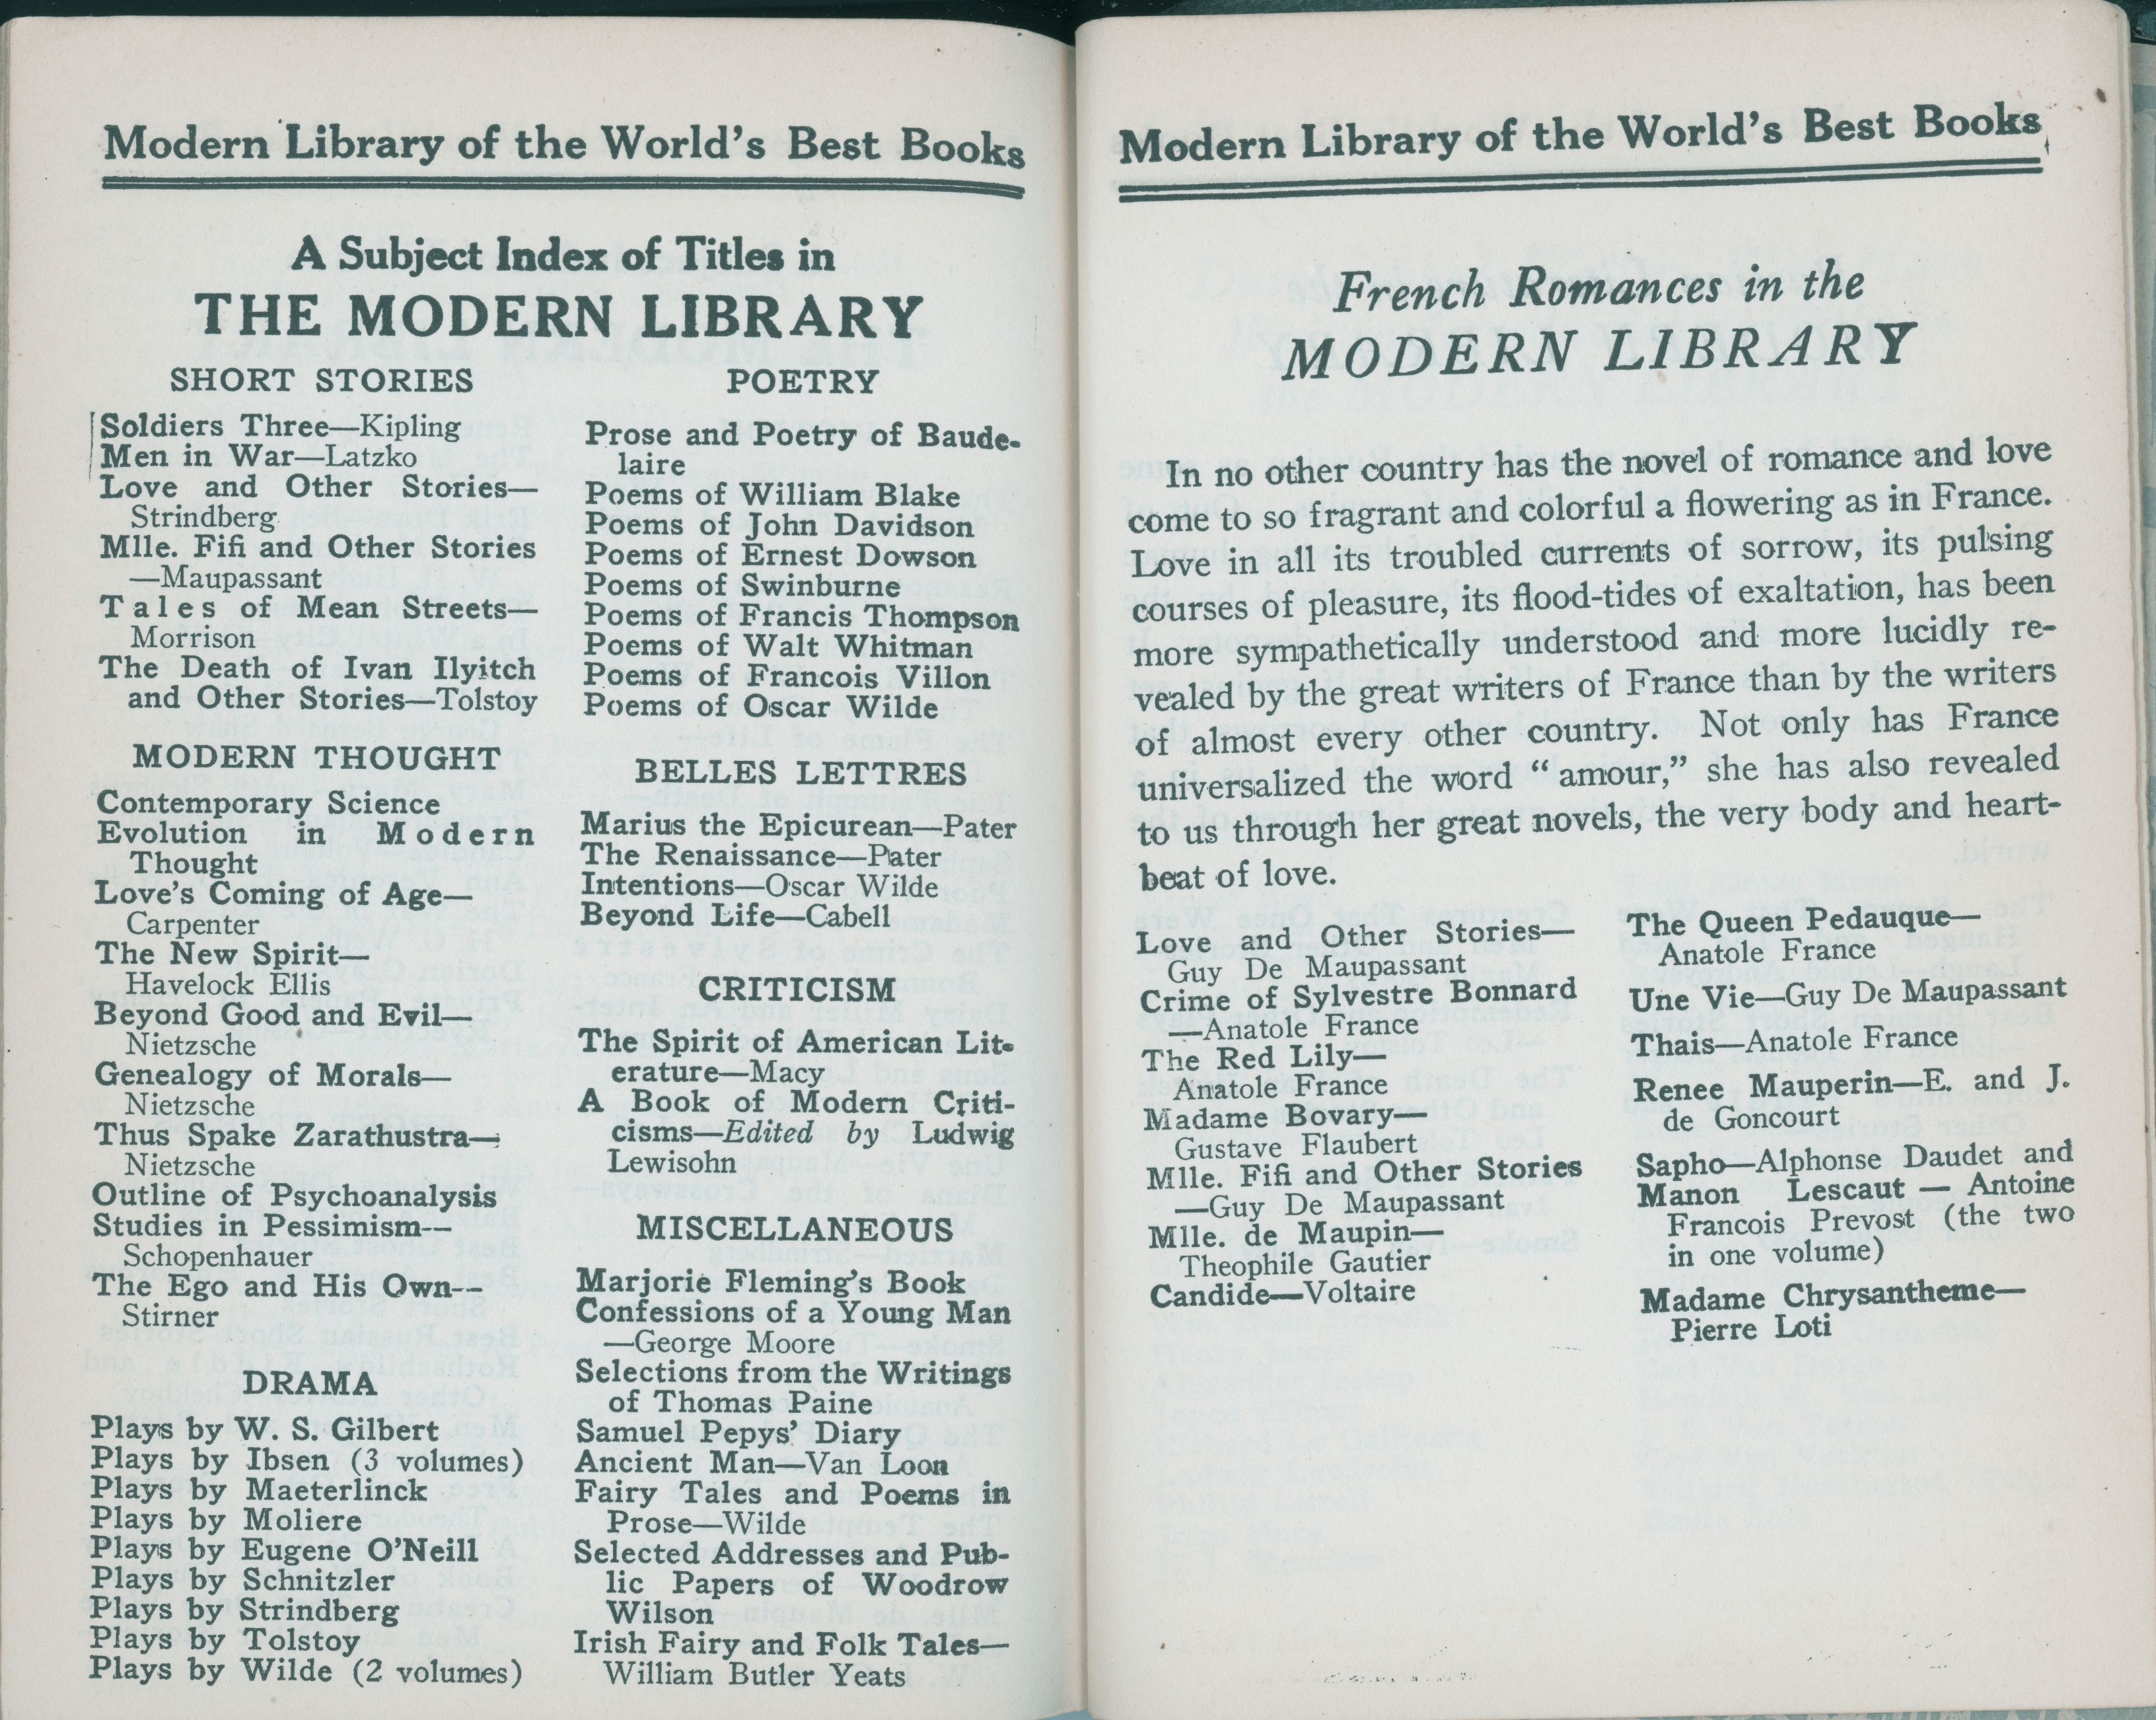 Modern Library of the World's Best Books
A Subject Index of Titles in
THE MODERN LIBRARY
SHORT STORIES
Soldiers Three—Kipling
Men in War—Latzko
Love and Other Stories—
Strindberg
Mlle. Fifi and Other Stories
—Maupassant
Tales of Mean Streets—
Morrison
The Death of Ivan Ilyitch
and Other Stories—Tolstoy
MODERN THOUGHT
Contemporary Science
Evolution in Modern
Thought
Love's Coming of Age—
Carpenter
The New Spirit—
Havelock Ellis
Beyond Good and Evil—
Nietzsche
Genealogy of Morals—
Nietzsche
Thus Spake Zarathustra—
Nietzsche
Outline of Psychoanalysis
Studies in Pessimism--
Schopenhauer
The Ego and His Own--
Stirner
DRAMA
Plays by W. S. Gilbert
Plays by Ibsen (3 volumes)
Plays by Maeterlinck
Plays by Moliere
Plays by Eugene O'Neill
Plays by Schnitzler
Plays by Strindberg
Plays by Tolstoy
Plays by Wilde (2 volumes)
POETRY
Prose and Poetry of Baude-
laire
Poems of William Blake
Poems of John Davidson
Poems of Ernest Dowson
Poems of Swinburne
Poems of Francis Thompson
Poems of Walt Whitman
Poems of Francois Villon
Poems of Oscar Wilde
BELLES LETTRES
Marius the Epicurean—Pater
The Renaissance—Pater
Intentions—Oscar Wilde
Beyond Life—Cabell
CRITICISM
The Spirit of American Lit-
erature—Macy
A Book of Modern Criti-
cisms—Edited by Ludwig
Lewisohn
MISCELLANEOUS
Marjorie Fleming's Book
Confessions of a Young Man
—George Moore
Selections from the Writings
of Thomas Paine
Samuel Pepys' Diary
Ancient Man—Van Loon
Fairy Tales and Poems in
Prose—Wilde
Selected Addresses and Pub-
lic Papers of Woodrow
Wilson
Irish Fairy and Folk Tales—
William Butler Yeats
Modern Library of the World's Best Books
French Romances in the
MODERN LIBRARY
In no other country has the novel of romance and love
come to so fragrant and colorful a flowering as in France.
Love in all its troubled currents of sorrow, its pulsing
courses of pleasure, its flood-tides of exaltation, has been
more sympathetically understood and more lucidly re-
vealed by the great writers of France than by the writers
of almost every other country. Not only has France
universalized the word "amour," she has also revealed
to us through her great novels, the very body and heart-
beat of love.
Love and Other Stories—
Guy De Maupassant
Crime of Sylvestre Bonnard
—Anatole France
The Red Lily—
Anatole France
Madame Bovary—
Gustave Flaubert
Mlle. Fifi and Other Stories
—Guy De Maupassant
Mlle. de Maupin—
Theophile Gautier
Candide—Voltaire
The Queen Pedauque—
Anatole France
Une Vie—Guy De Maupassant
Thais—Anatole France
Renee Mauperin—E. and J.
de Goncourt
Sapho—Alphonse Daudet and
Manon Lescaut — Antoine
Francois Prevost (the two
in one volume)
Madame Chrysantheme—
Pierre Loti